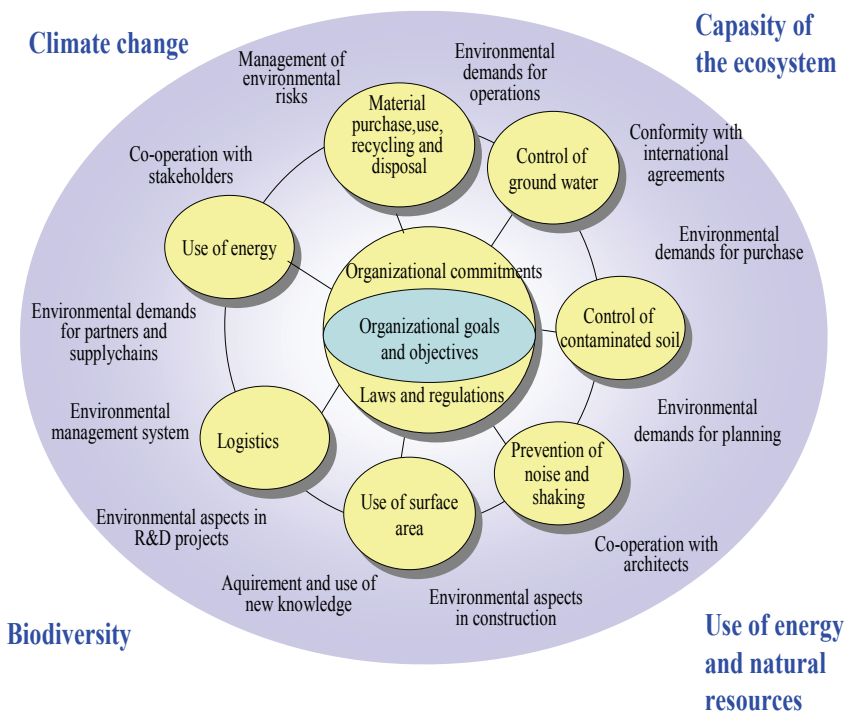 Climate change
Capasity of
the ecosystem
Management of
environmental
risks
Environmental
demands for
operations
Material
purchase,use,
recycling and
disposal
Control of
ground water
Conformity with
international
agreements
Co-operation with
stakeholders
Use of energy
Environmental
demands for purchase
Organizational commitments
Organizational goals
and objectives
Laws and regulations
Control of
contaminated soil
Environmental demands
for partners and
supplychains
Environmental
management system
Logistics
Environmental
demands for planning
Prevention of
noise and
shaking
Use of surface
area
Environmental aspects in
R&D projects
Co-operation with
architects
Aquirement and use of
new knowledge
Environmental aspects
in construction
Biodiversity
Use of energy
and natural
resources